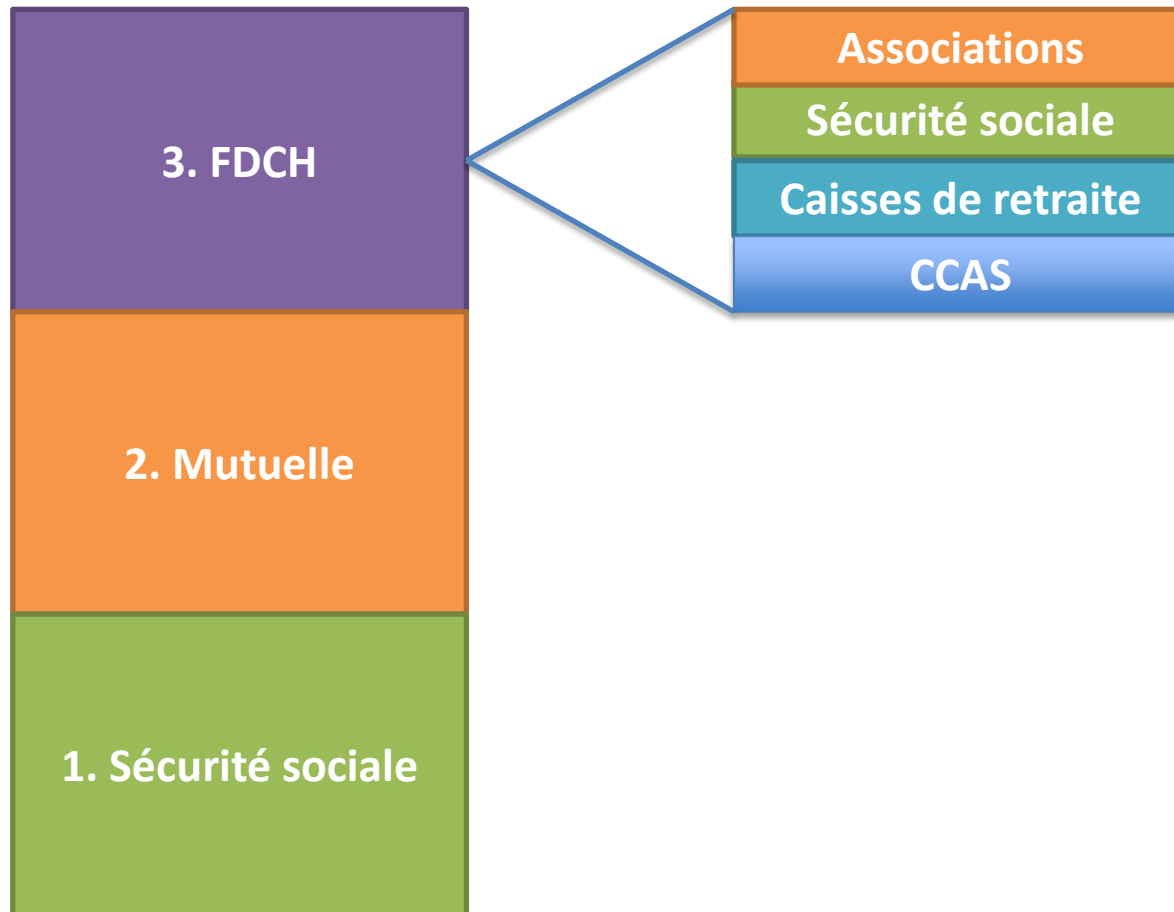 3. FDCH
2. Mutuelle
1. Sécurité sociale
Associations
Sécurité sociale
Caisses de retraite
CCAS